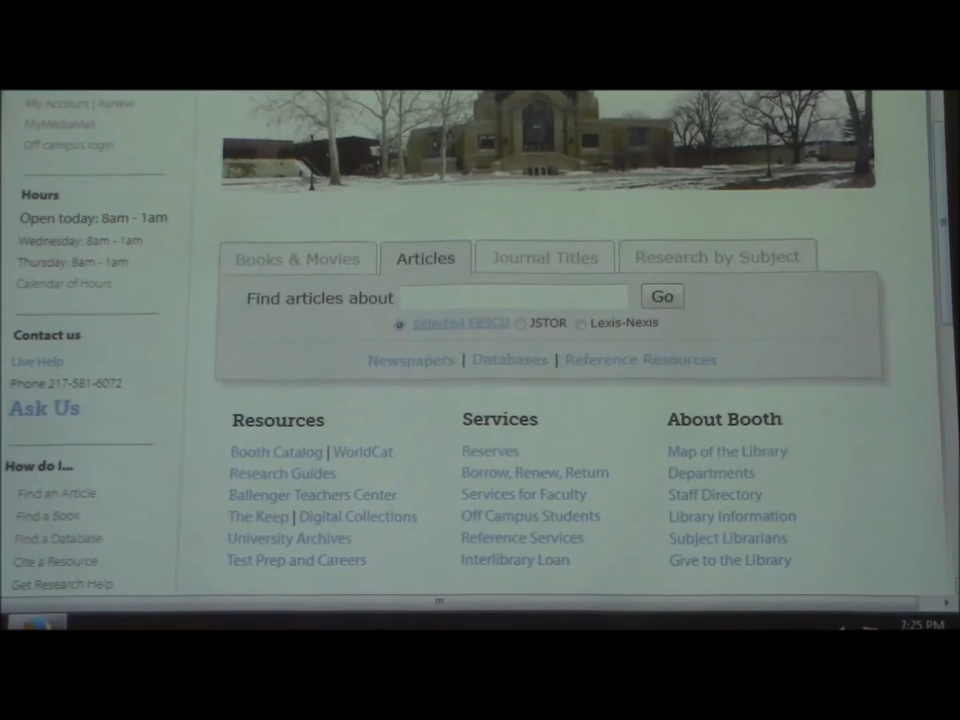 My Account | Renew
MyMediaMall
Off campus login
Hours
Open today: 8am - 1am
Wednesday: 8am - 1am
Thursday: 8am - 1am
Calendar of Hours
Contact us
Live Help
Phone 217-581-6072
Ask Us
How do I...
Find an Article
Find a Book
Find a Database
Cite a Resource
Get Research Help
Books & Movies
Articles
Journal Titles
Research by Subject
Find articles about
Go
Selected EBSCO
JSTOR
Lexis-Nexis
Newspapers | Databases | Reference Resources
Resources
Booth Catalog | WorldCat
Research Guides
Ballenger Teachers Center
The Keep | Digital Collections
University Archives
Test Prep and Careers
Services
Reserves
Borrow, Renew, Return
Services for Faculty
Off Campus Students
Reference Services
Interlibrary Loan
About Booth
Map of the Library
Departments
Staff Directory
Library Information
Subject Librarians
Give to the Library
7:25 PM